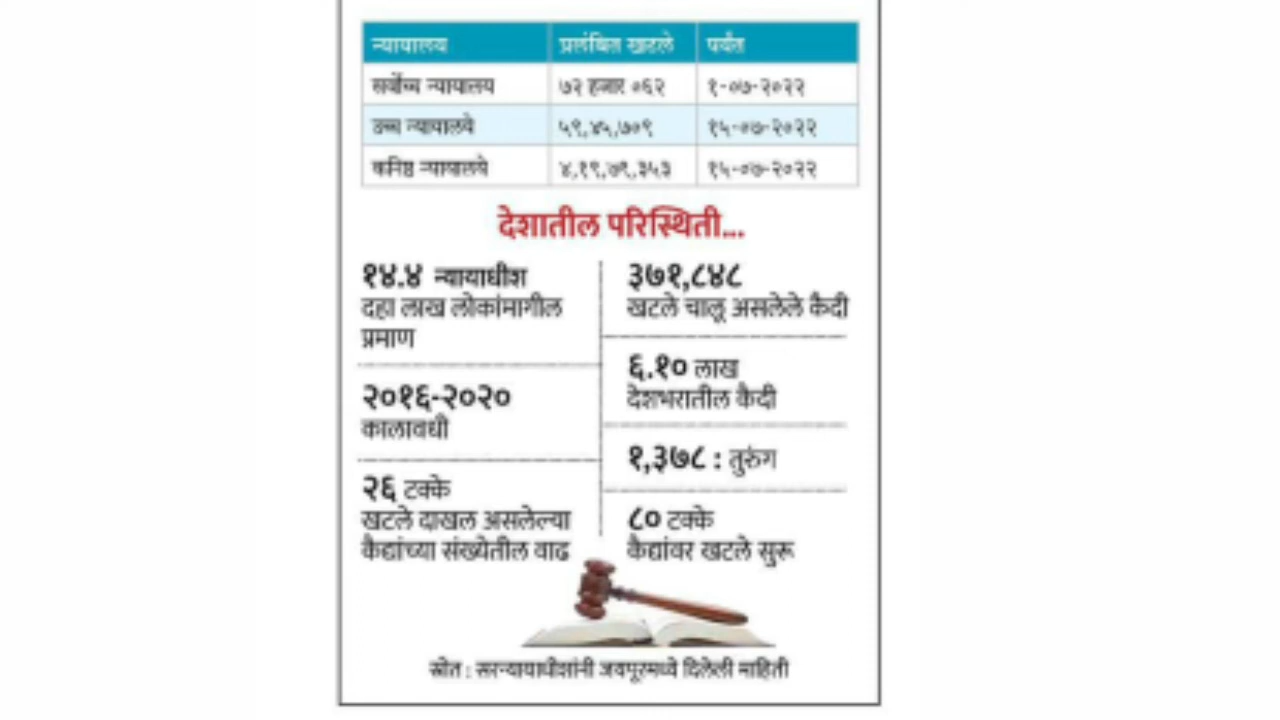 न्यायालय प्रलंबित खटले पर्यंत
सर्वोच्च न्यायालय ७२ हजार ०६२ १-०७-२०२२
उच्च न्यायालये ५९,४५,७०९ १५-०७-२०२२
कनिष्ठ न्यायालये ४,१९,७९,३५३ १५-०७-२०२२
देशातील परिस्थिती...
१४.४ न्यायाधीश
दहा लाख लोकांमागील
प्रमाण
२०१६-२०२०
कालावधी
२६ टक्के
खटले दाखल असलेल्या
कैद्यांच्या संख्येतील वाढ
३७१,८४८
खटले चालू असलेले कैदी
६.१० लाख
देशभरातील कैदी
१,३७८ : तुरुंग
८० टक्के
कैद्यांवर खटले सुरू
स्रोत : सरन्यायाधीशांनी जयपूरमध्ये दिलेली माहिती